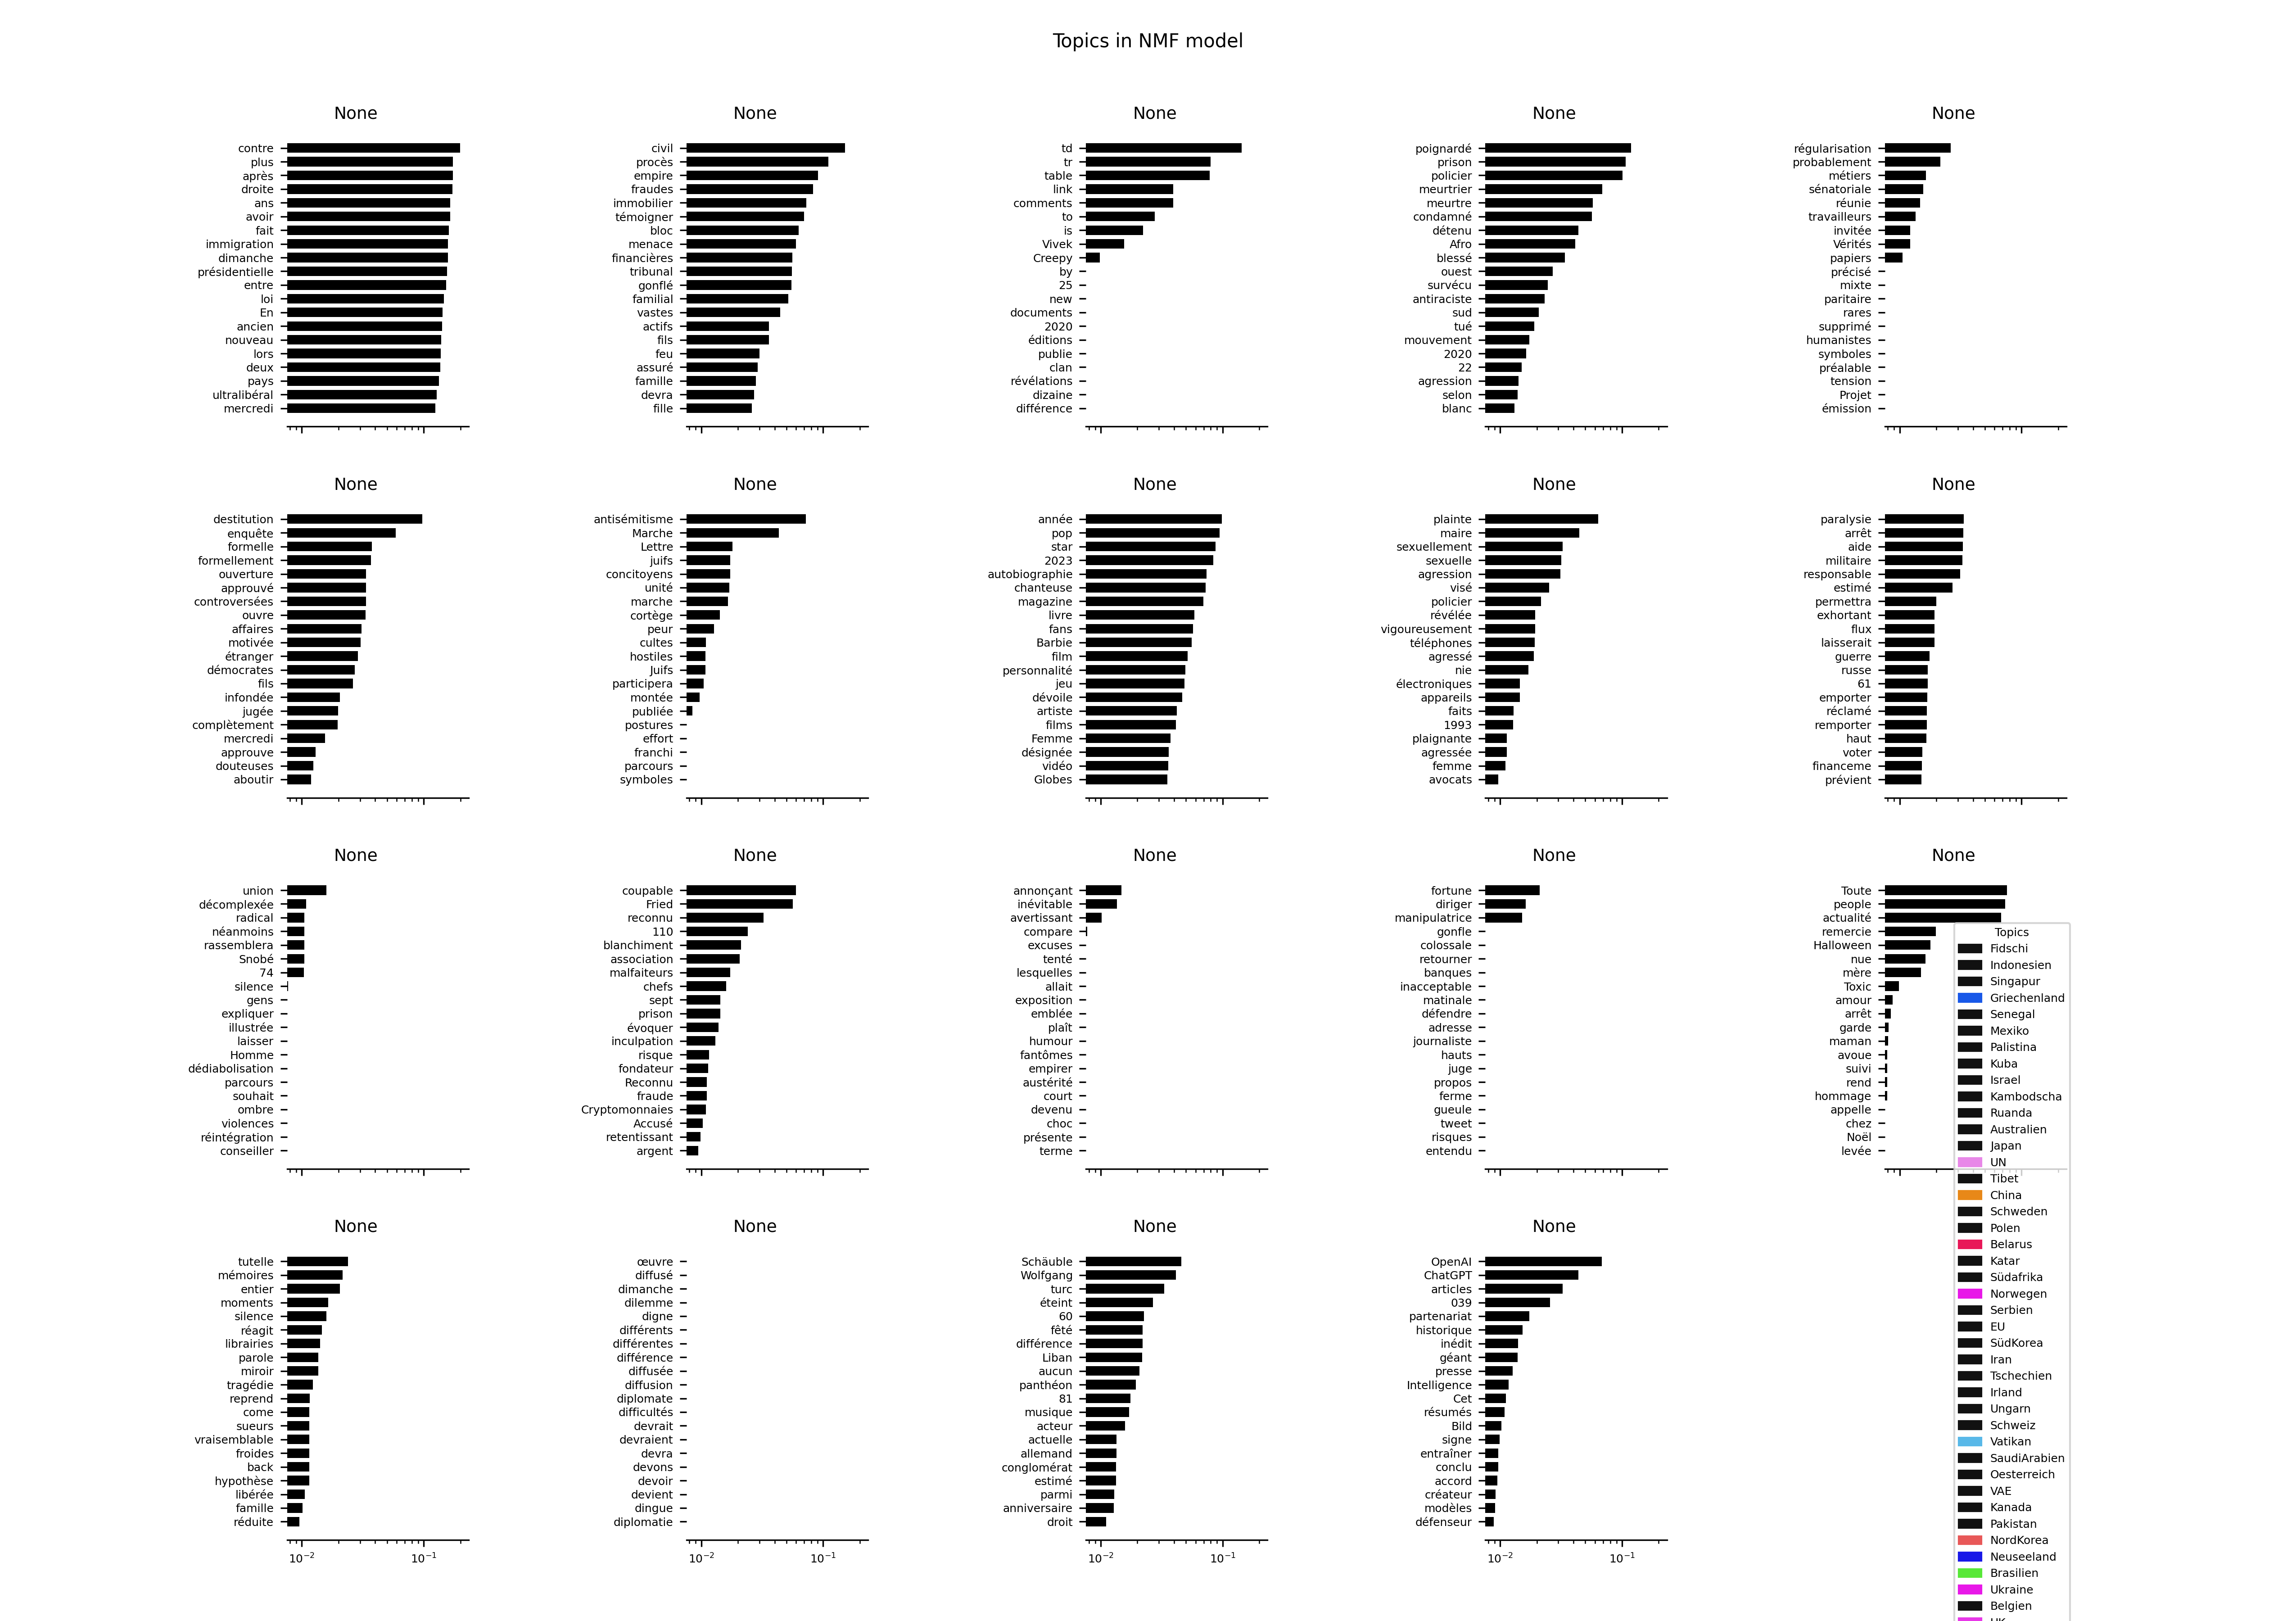 Topics in NMF model
None
contre
plus
après
droite
ans
avoir
fait
immigration
dimanche
présidentielle
entre
loi
En
ancien
nouveau
lors
deux
pays
ultralibéral
mercredi
None
civil
procès
empire
fraudes
immobilier
témoigner
bloc
menace
financières
tribunal
gonflé
familial
vastes
actifs
fils
feu
assuré
famille
devra
fille
None
td
tr
table
link
comments
to
is
Vivek
Creepy
by
25
new
documents
2020
éditions
publie
clan
révélations
dizaine
différence
None
poignardé
prison
policier
meurtrier
meurtre
condamné
détenu
Afro
blessé
ouest
survécu
antiraciste
sud
tué
mouvement
2020
22
agression
selon
blanc
None
régularisation
probablement
métiers
sénatoriale
réunie
travailleurs
invitée
Vérités
papiers
précisé
mixte
paritaire
rares
supprimé
humanistes
symboles
préalable
tension
Projet
émission
None
destitution
enquête
formelle
formellement
ouverture
approuvé
controversées
ouvre
affaires
motivée
étranger
démocrates
fils
infondée
jugée
complètement
mercredi
approuve
douteuses
aboutir
None
antisémitisme
Marche
Lettre
juifs
concitoyens
unité
marche
cortège
peur
cultes
hostiles
Juifs
participera
montée
publiée
postures
effort
franchi
parcours
symboles
None
année
pop
star
2023
autobiographie
chanteuse
magazine
livre
fans
Barbie
film
personnalité
jeu
dévoile
artiste
films
Femme
désignée
vidéo
Globes
None
plainte
maire
sexuellement
sexuelle
agression
visé
policier
révélée
vigoureusement
téléphones
agressé
nie
électroniques
appareils
faits
1993
plaignante
agressée
femme
avocats
None
paralysie
arrêt
aide
militaire
responsable
estimé
permettra
exhortant
flux
laisserait
guerre
russe
61
emporter
réclamé
remporter
haut
voter
financeme
prévient
None
union
décomplexée
radical
néanmoins
rassemblera
Snobé
74
silence
gens
expliquer
illustrée
laisser
Homme
dédiabolisation
parcours
souhait
ombre
violences
réintégration
conseiller
None
coupable
Fried
reconnu
110
blanchiment
association
malfaiteurs
chefs
sept
prison
évoquer
inculpation
risque
fondateur
Reconnu
fraude
Cryptomonnaies
Accusé
retentissant
argent
None
annonçant
inévitable
avertissant
compare
excuses
tenté
lesquelles
allait
exposition
emblée
plaît
humour
fantômes
empirer
austérité
court
devenu
choc
présente
terme
None
fortune
diriger
manipulatrice
gonfle
colossale
retourner
banques
inacceptable
matinale
défendre
adresse
journaliste
hauts
juge
propos
ferme
gueule
tweet
risques
entendu
None
Toute
people
actualité
remercie
Halloween
nue
mère
Toxic
amour
arrêt
garde
maman
avoue
suivi
rend
hommage
appelle
chez
Noël
levée
None
tutelle
mémoires
entier
moments
silence
réagit
librairies
parole
miroir
tragédie
reprend
come
sueurs
vraisemblable
froides
back
hypothèse
libérée
famille
réduite
10⁻² 10⁻¹
None
œuvre
diffusé
dimanche
dilemme
digne
différents
différentes
différence
diffusée
diffusion
diplomate
difficultés
devrait
devraient
devra
devons
devoir
devient
dingue
diplomatie
10⁻² 10⁻¹
None
Schäuble
Wolfgang
turc
éteint
60
fêté
différence
Liban
aucun
panthéon
81
musique
acteur
actuelle
allemand
conglomérat
estimé
parmi
anniversaire
droit
10⁻² 10⁻¹
None
OpenAI
ChatGPT
articles
039
partenariat
historique
inédit
géant
presse
Intelligence
Cet
résumés
Bild
signe
entraîner
conclu
accord
créateur
modèles
défenseur
10⁻² 10⁻¹
Topics
Fidschi
Indonesien
Singapur
Griechenland
Senegal
Mexiko
Palistina
Kuba
Israel
Kambodscha
Ruanda
Australien
Japan
UN
Tibet
China
Schweden
Polen
Belarus
Katar
Südafrika
Norwegen
Serbien
EU
SüdKorea
Iran
Tschechien
Irland
Ungarn
Schweiz
Vatikan
SaudiArabien
Oesterreich
VAE
Kanada
Pakistan
NordKorea
Neuseeland
Brasilien
Ukraine
Belgien